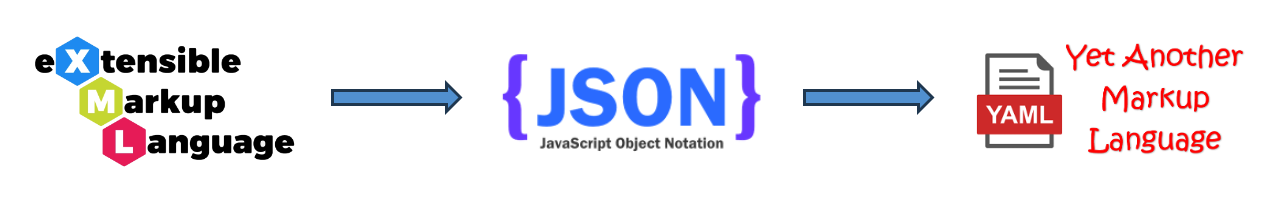 eXtensible
Markup
Language
{JSON}
JavaScript Object Notation
YAML
Yet Another
Markup
Language